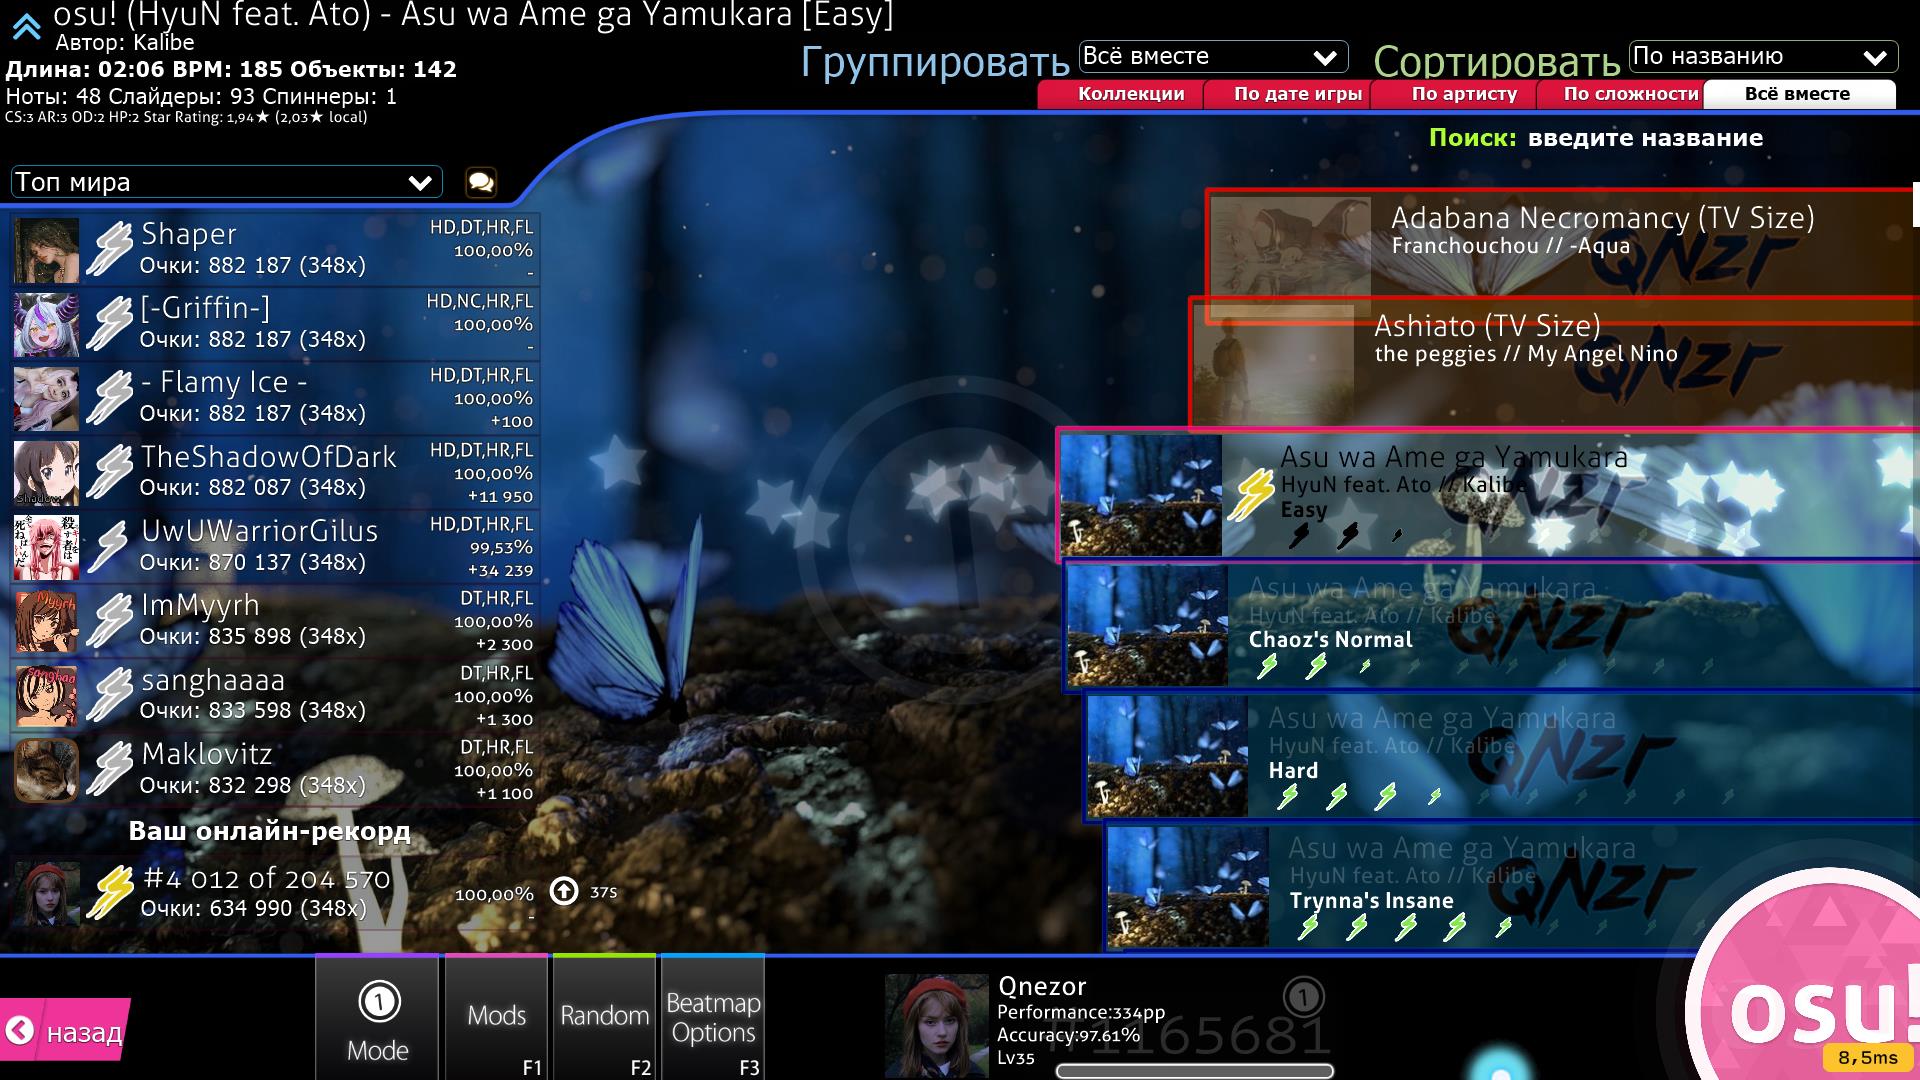 osu! (HyuN feat. Ato) - Asu wa Ame ga Yamukara [Easy]
Автор: Kalibe
Длина: 02:06 BPM: 185 Объекты: 142
Ноты: 48 Слайдеры: 93 Спиннеры: 1
CS:3 AR:3 OD:2 HP:2 Star Rating: 1,94★ (2,03★ local)
Группировать Всё вместе
Сортировать По названию
Коллекции По дате игры По артисту По сложности Всё вместе
Поиск: введите название
Топ мира
Shaper HD,DT,HR,FL
100,00%
Очки: 882 187 (348x) -
[-Griffin-] HD,NC,HR,FL
100,00%
Очки: 882 187 (348x) -
- Flamy Ice - HD,DT,HR,FL
100,00%
Очки: 882 187 (348x) +100
TheShadowOfDark HD,DT,HR,FL
100,00%
Очки: 882 087 (348x) +11 950
Shadow
UwUWarriorGilus HD,DT,HR,FL
99,53%
Очки: 870 137 (348x) +34 239
Myyrh
ImMyyrh DT,HR,FL
100,00%
Очки: 835 898 (348x) +2 300
sanghaa
sanghaaaa DT,HR,FL
100,00%
Очки: 833 598 (348x) +1 300
Maklovitz DT,HR,FL
100,00%
Очки: 832 298 (348x) +1 100
Ваш онлайн-рекорд
#4 012 of 204 570
100,00% 37s
Очки: 634 990 (348x) -
Adabana Necromancy (TV Size)
Franchouchou // -Aqua
QNZr
Ashiato (TV Size)
the peggies // My Angel Nino
QNZr
Asu wa Ame ga Yamukara
HyuN feat. Ato // Kalibe
Easy
QNZr
Asu wa Ame ga Yamukara
HyuN feat. Ato // Kalibe
Chaoz's Normal
QNZr
Asu wa Ame ga Yamukara
HyuN feat. Ato // Kalibe
Hard
QNZr
Asu wa Ame ga Yamukara
HyuN feat. Ato // Kalibe
Trynna's Insane
QNZr
назад
1
Mode
Mods
F1
Random
F2
Beatmap
Options
F3
Qnezor
Performance:334pp
Accuracy:97.61%
Lv35
#1165681
1
osu!
8,5ms